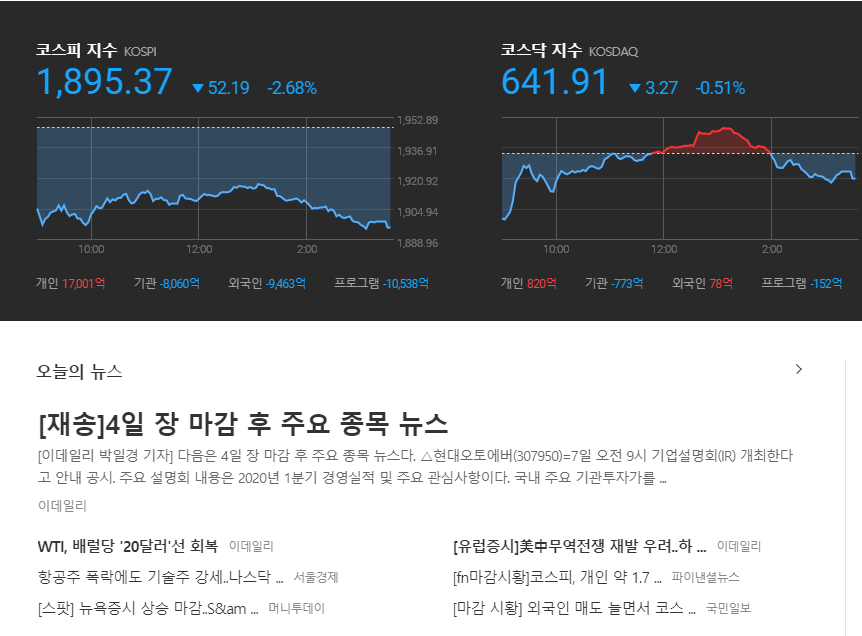 코스피 지수 KOSPI
1,895.37 ▼52.19 -2.68%
1,952.89
1,936.91
1,920.92
1,904.94
1,888.96
10:00 12:00 2:00
개인 17,001억 기관 -8,060억 외국인 -9,463억 프로그램 -10,538억
코스닥 지수 KOSDAQ
641.91 ▼3.27 -0.51%
10:00 12:00 2:00
개인 820억 기관 -773억 외국인 78억 프로그램 -152억
오늘의 뉴스
[재송]4일 장 마감 후 주요 종목 뉴스
[이데일리 박일경 기자] 다음은 4일 장 마감 후 주요 종목 뉴스다. △현대오토에버(307950)=7일 오전 9시 기업설명회(IR) 개최한다
고 안내 공시. 주요 설명회 내용은 2020년 1분기 경영실적 및 주요 관심사항이다. 국내 주요 기관투자가를 ...
이데일리
WTI, 배럴당 '20달러'선 회복 이데일리
항공주 폭락에도 기술주 강세..나스닥 ... 서울경제
[스팟] 뉴욕증시 상승 마감..S&am ... 머니투데이
[유럽증시]美中무역전쟁 재발 우려..하 ... 이데일리
[fn마감시황]코스피, 개인 약 1.7 ... 파이낸셜뉴스
[마감 시황] 외국인 매도 늘면서 코스 ... 국민일보